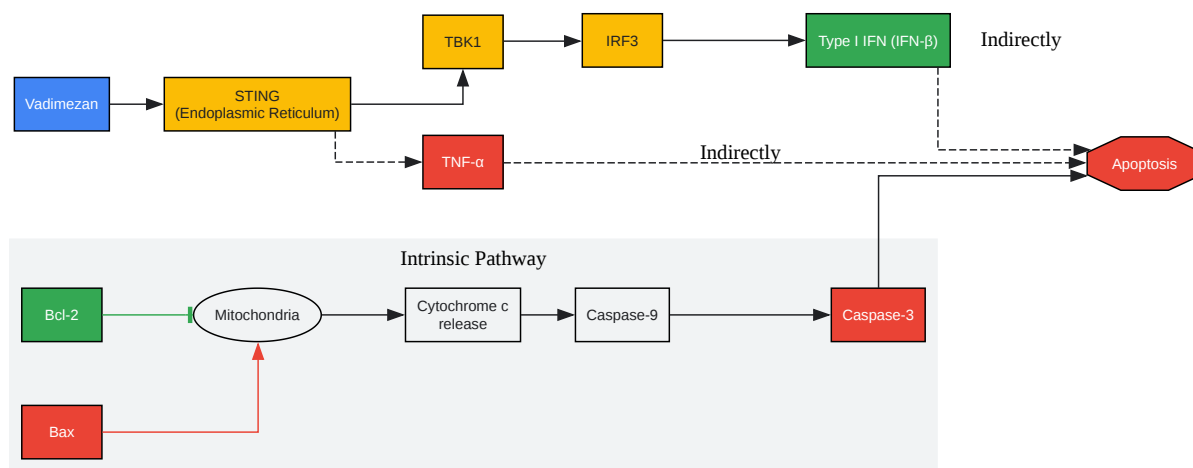 TBK1
IRF3
Type I IFN (IFN-β)
Indirectly
Vadimezan
STING
(Endoplasmic Reticulum)
TNF-α
Indirectly
Apoptosis
Intrinsic Pathway
Bcl-2
Mitochondria
Cytochrome c
release
Caspase-9
Caspase-3
Bax